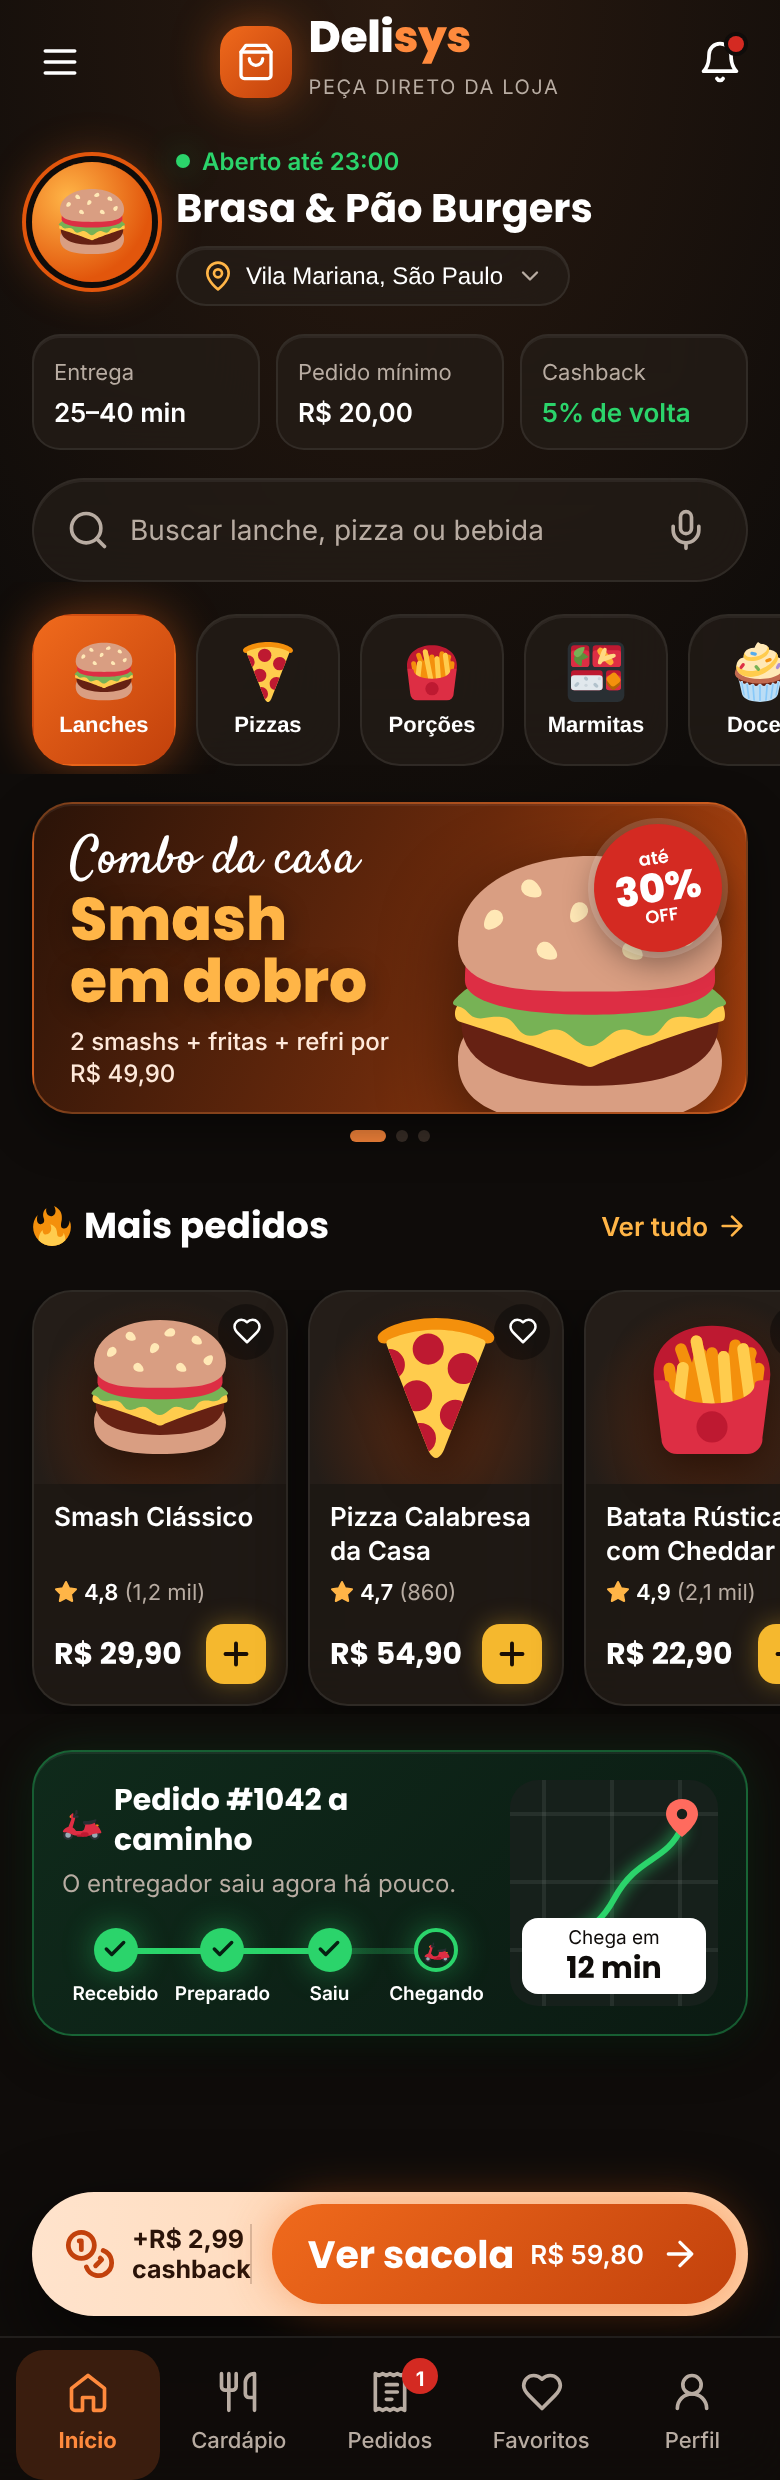 Delisys
PEÇA DIRETO DA LOJA
Aberto até 23:00
Brasa & Pão Burgers
Vila Mariana, São Paulo
Entrega
25–40 min
Pedido mínimo
R$ 20,00
Cashback
5% de volta
Buscar lanche, pizza ou bebida
Lanches
Pizzas
Porções
Marmitas
Doce
Combo da casa
Smash
em dobro
2 smashs + fritas + refri por
R$ 49,90
até
30%
OFF
Mais pedidos
Ver tudo
Smash Clássico
4,8 (1,2 mil)
R$ 29,90
Pizza Calabresa
da Casa
4,7 (860)
R$ 54,90
Batata Rústica
com Cheddar
4,9 (2,1 mil)
R$ 22,90
Pedido #1042 a
caminho
O entregador saiu agora há pouco.
Recebido
Preparado
Saiu
Chegando
Chega em
12 min
+R$ 2,99
cashback
Ver sacola R$ 59,80
Início
Cardápio
1
Pedidos
Favoritos
Perfil